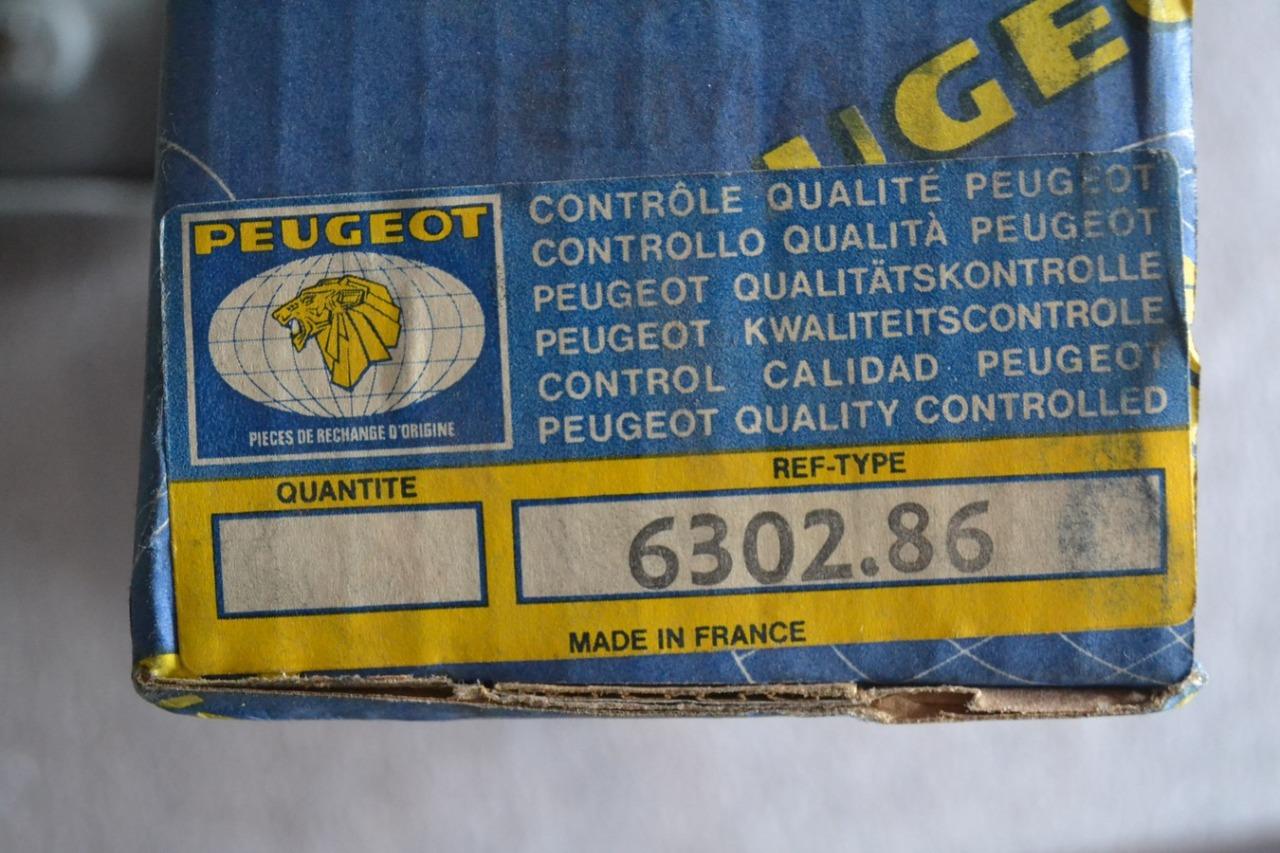 UGEO
PEUGEOT
PIECES DE RECHANGE D'ORIGINE
CONTRÔLE QUALITÉ PEUGEOT
CONTROLLO QUALITÀ PEUGEOT
PEUGEOT QUALITÄTSKONTROLLE
PEUGEOT KWALITEITSCONTROLE
CONTROL CALIDAD PEUGEOT
PEUGEOT QUALITY CONTROLLED
QUANTITE
REF-TYPE
6302.86
MADE IN FRANCE